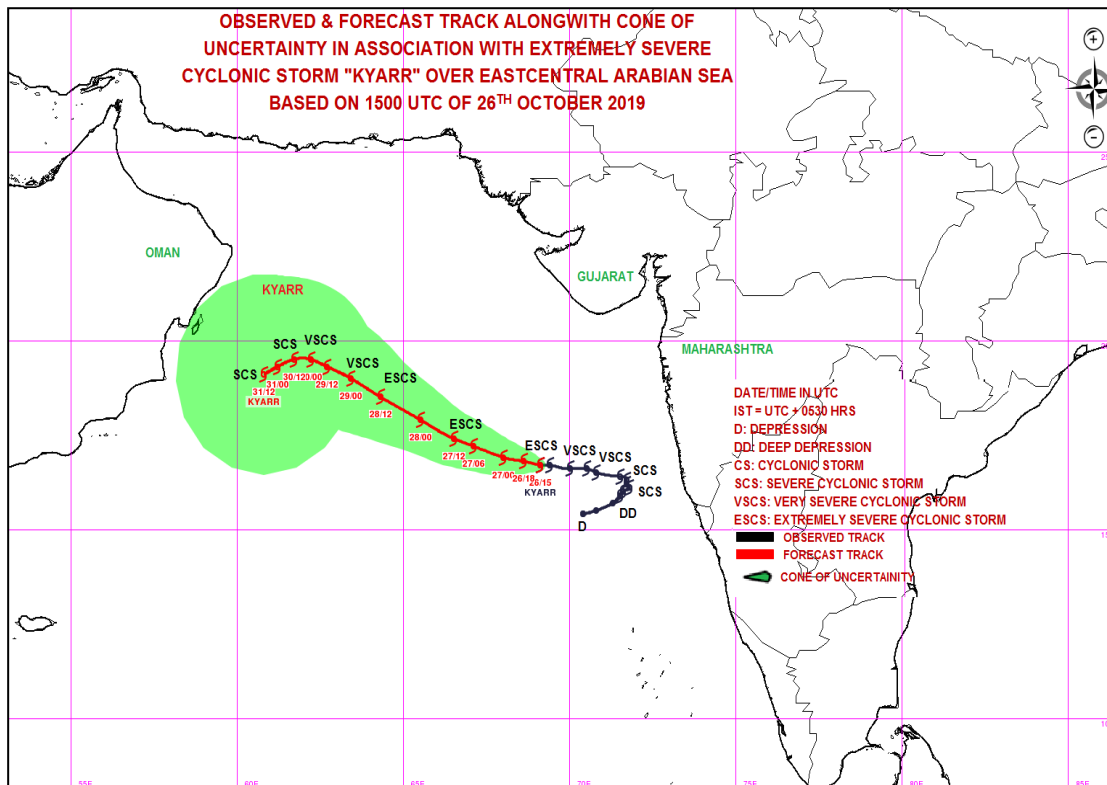 OBSERVED & FORECAST TRACK ALONGWITH CONE OF
UNCERTAINTY IN ASSOCIATION WITH EXTREMELY SEVERE
CYCLONIC STORM "KYARR" OVER EASTCENTRAL ARABIAN SEA
BASED ON 1500 UTC OF 26TH OCTOBER 2019
OMAN
GUJARAT
KYARR
MAHARASHTRA
SCS
VSCS
SCS
VSCS
ESCS
31/12
KYARR
31/00
30/12
29/12
29/00
28/12
28/00
ESCS
27/12
27/06
ESCS
27/00
26/18
26/15
KYARR
VSCS
VSCS
SCS
SCS
DD
D
DATE/TIME IN UTC
IST = UTC + 0530 HRS
D: DEPRESSION
DD: DEEP DEPRESSION
CS: CYCLONIC STORM
SCS: SEVERE CYCLONIC STORM
VSCS: VERY SEVERE CYCLONIC STORM
ESCS: EXTREMELY SEVERE CYCLONIC STORM
OBSERVED TRACK
FORECAST TRACK
CONE OF UNCERTAINITY
55E
60E
65E
70E
75E
80E
85E